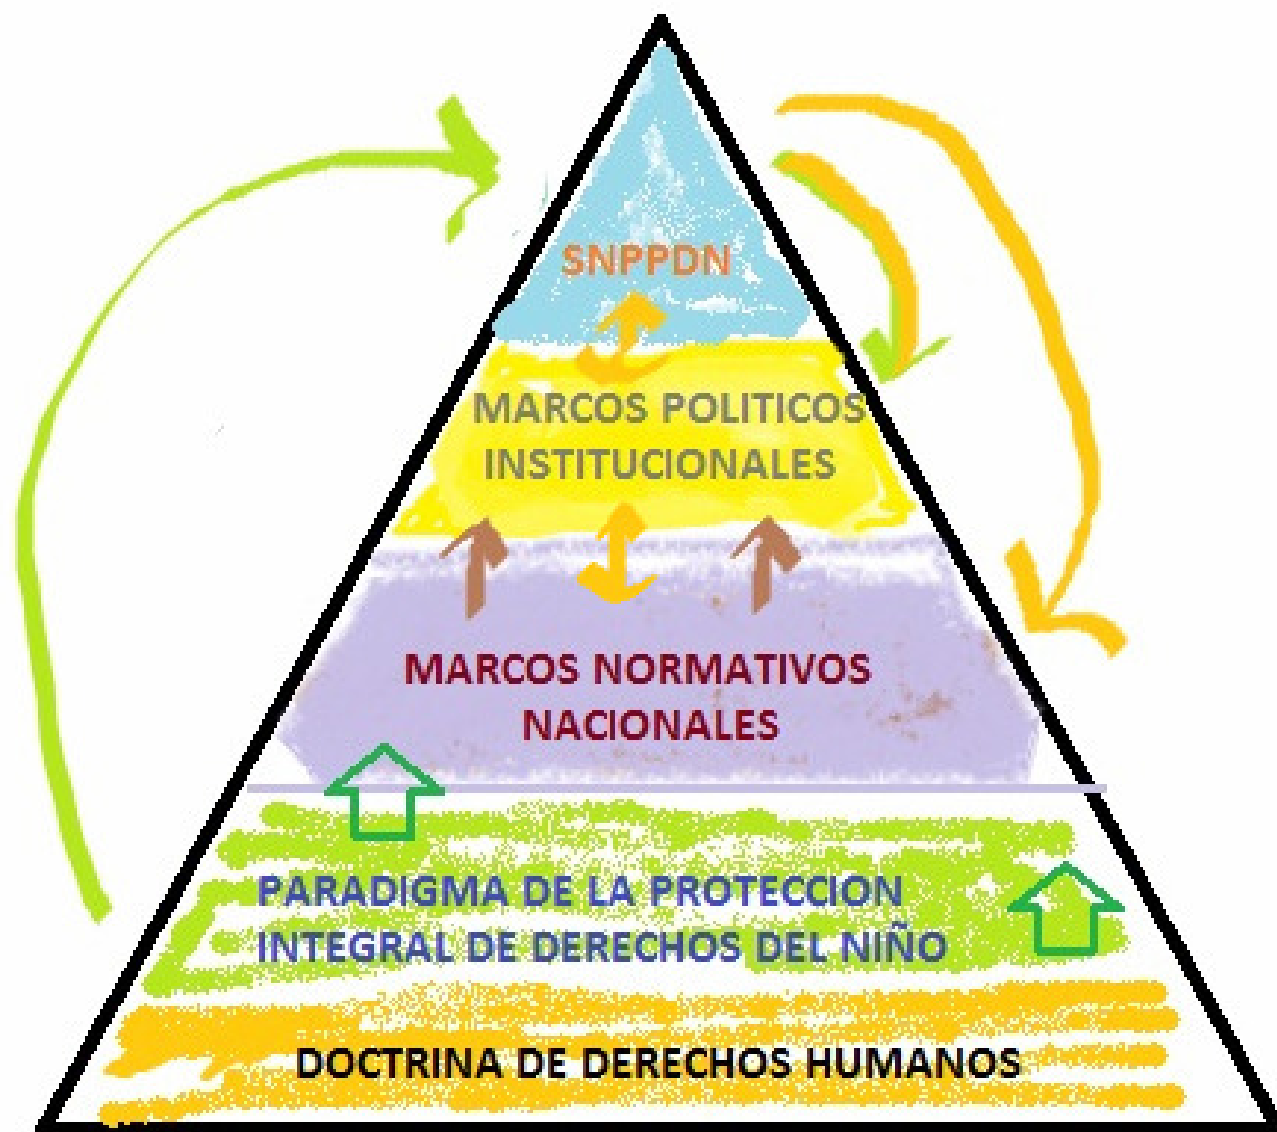 SNPPDN
MARCOS POLITICOS
INSTITUCIONALES
MARCOS NORMATIVOS
NACIONALES
PARADIGMA DE LA PROTECCION
INTEGRAL DE DERECHOS DEL NIÑO
DOCTRINA DE DERECHOS HUMANOS